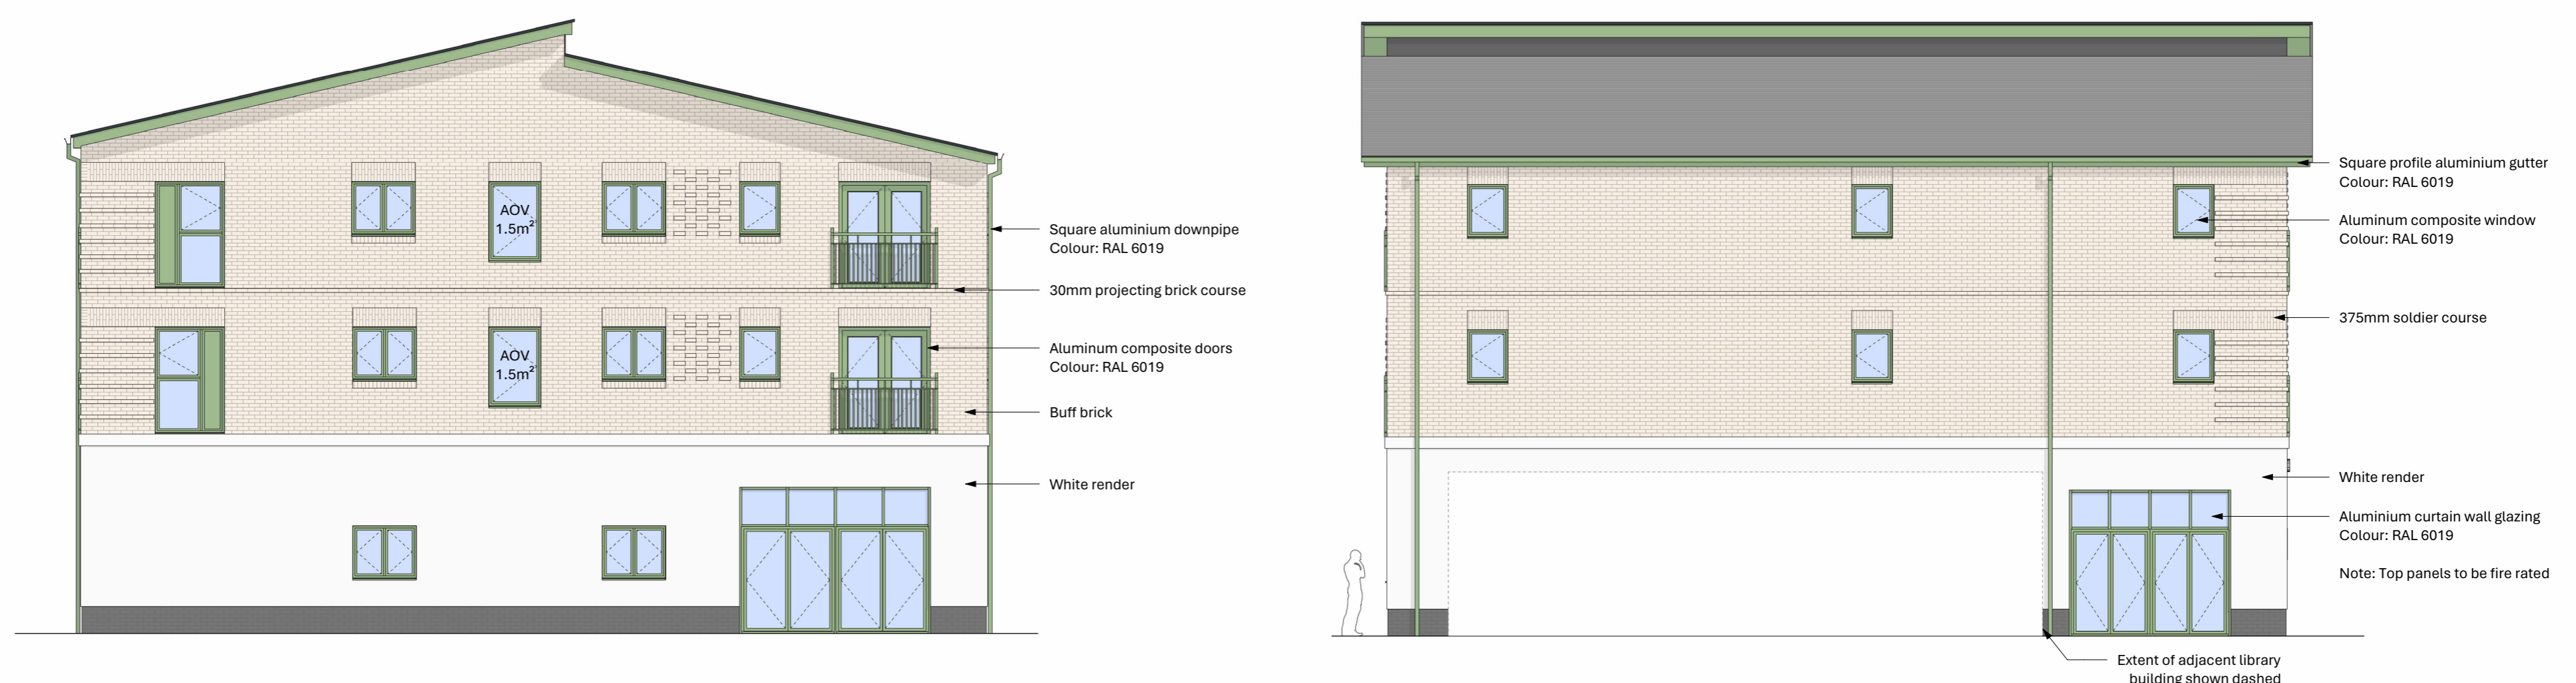 AOV
1.5m²
AOV
1.5m²
Square aluminium downpipe
Colour: RAL 6019
30mm projecting brick course
Aluminum composite doors
Colour: RAL 6019
Buff brick
White render
Square profile aluminium gutter
Colour: RAL 6019
Aluminum composite window
Colour: RAL 6019
375mm soldier course
White render
Aluminium curtain wall glazing
Colour: RAL 6019
Note: Top panels to be fire rated
Extent of adjacent library
building shown dashed